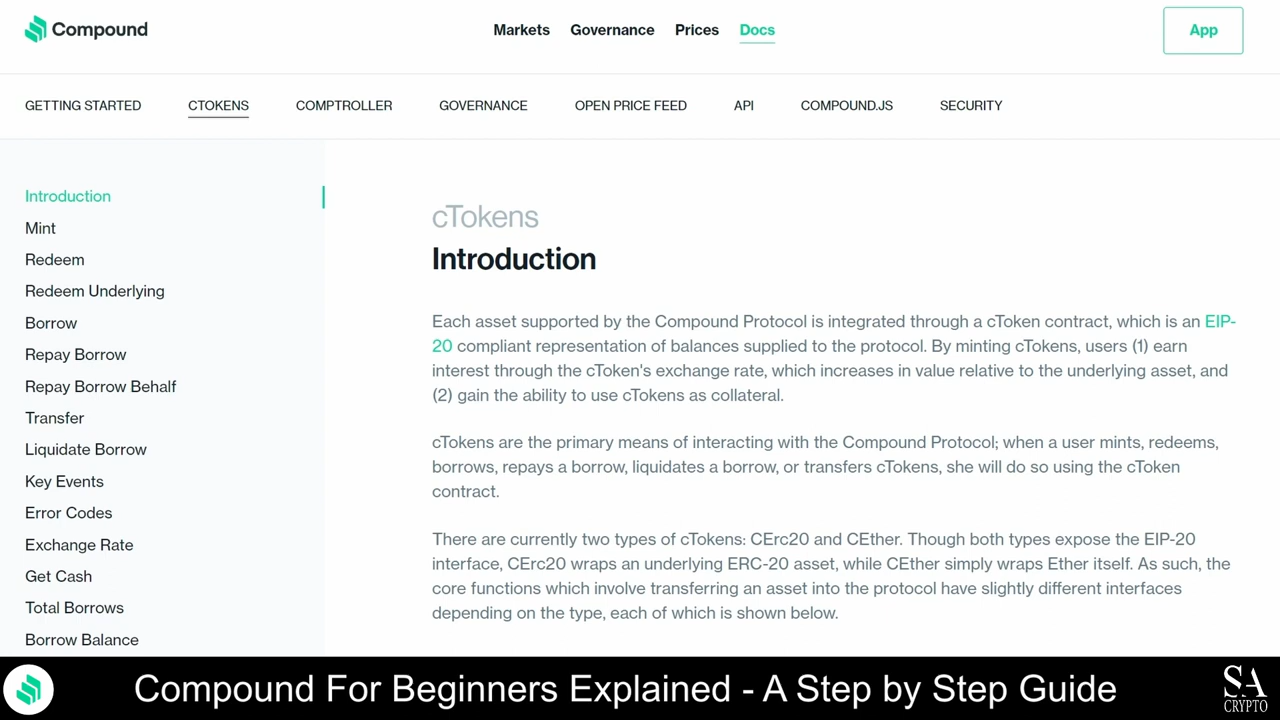 Compound
Markets Governance Prices Docs
App
GETTING STARTED CTOKENS COMPTROLLER GOVERNANCE OPEN PRICE FEED API COMPOUND.JS SECURITY
Introduction
Mint
Redeem
Redeem Underlying
Borrow
Repay Borrow
Repay Borrow Behalf
Transfer
Liquidate Borrow
Key Events
Error Codes
Exchange Rate
Get Cash
Total Borrows
Borrow Balance
cTokens
Introduction
Each asset supported by the Compound Protocol is integrated through a cToken contract, which is an EIP-
20 compliant representation of balances supplied to the protocol. By minting cTokens, users (1) earn
interest through the cToken's exchange rate, which increases in value relative to the underlying asset, and
(2) gain the ability to use cTokens as collateral.
cTokens are the primary means of interacting with the Compound Protocol; when a user mints, redeems,
borrows, repays a borrow, liquidates a borrow, or transfers cTokens, she will do so using the cToken
contract.
There are currently two types of cTokens: CErc20 and CEther. Though both types expose the EIP-20
interface, CErc20 wraps an underlying ERC-20 asset, while CEther simply wraps Ether itself. As such, the
core functions which involve transferring an asset into the protocol have slightly different interfaces
depending on the type, each of which is shown below.
Compound For Beginners Explained - A Step by Step Guide
SA
CRYPTO